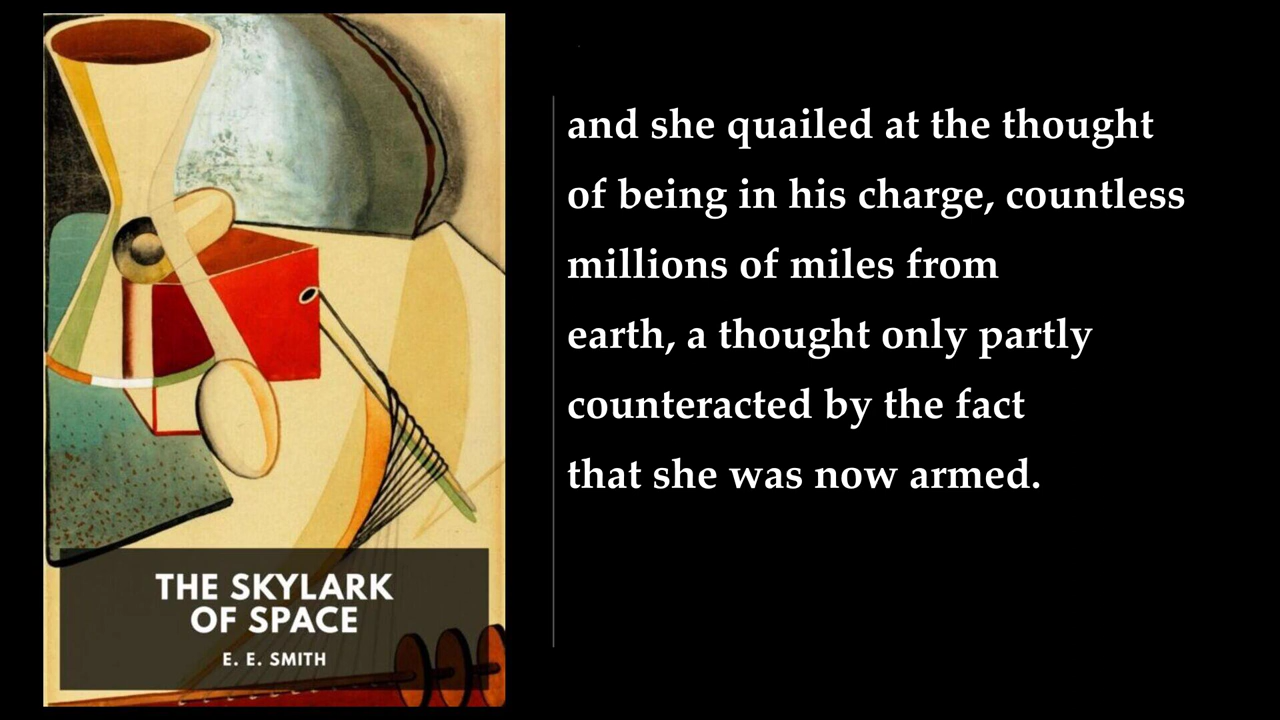 THE SKYLARK
OF SPACE
E. E. SMITH
and she quailed at the thought
of being in his charge, countless
millions of miles from
earth, a thought only partly
counteracted by the fact
that she was now armed.